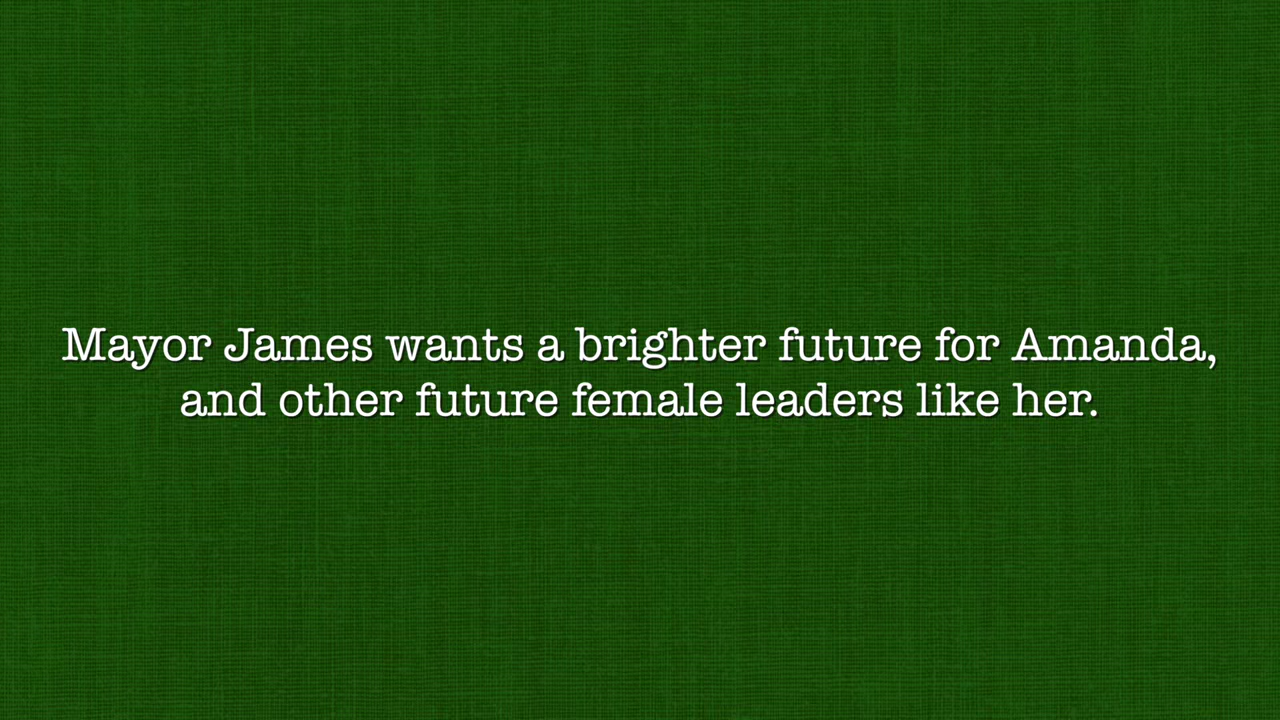 Mayor James wants a brighter future for Amanda,
and other future female leaders like her.